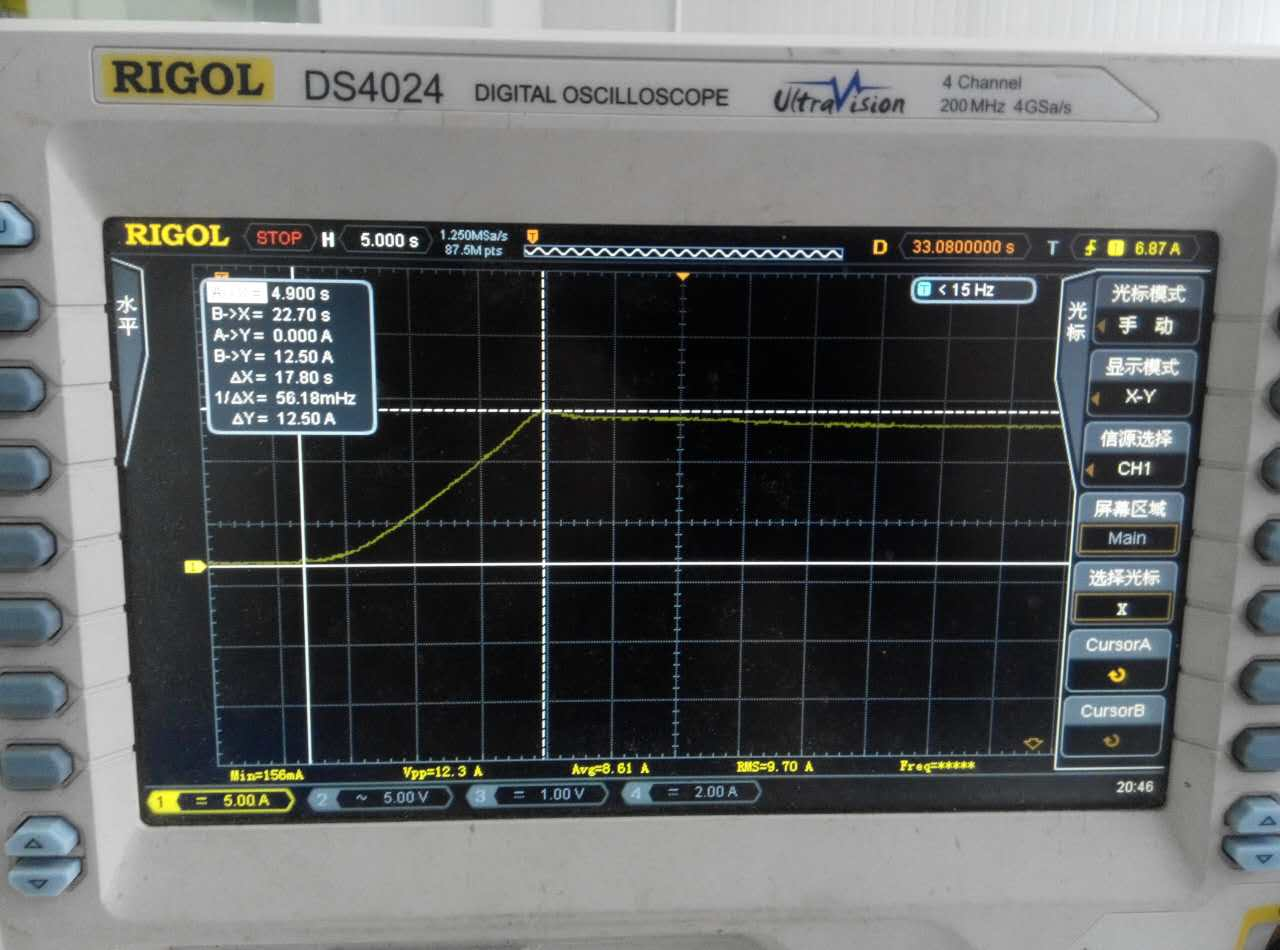 RIGOL DS4024 DIGITAL OSCILLOSCOPE UltraVision 4 Channel
200 MHz 4GSa/s
RIGOL STOP H 5.000 s 1.250MSa/s
87.5M pts
T
D 33.0800000 s T 1 6.87 A
水平
4.900 s
B->X= 22.70 s
A->Y= 0.000 A
B->Y= 12.50 A
ΔX= 17.80 s
1/ΔX= 56.18mHz
ΔY= 12.50 A
T < 15 Hz
光标
光标模式
手 动
显示模式
X-Y
信源选择
CH1
屏幕区域
Main
选择光标
X
CursorA
CursorB
1
Min=156mA Vpp=12.3 A Avg=8.61 A RMS=9.70 A Freq=*****
1 = 5.00 A 2 ~ 5.00 V 3 = 1.00 V 4 = 2.00 A
20:46